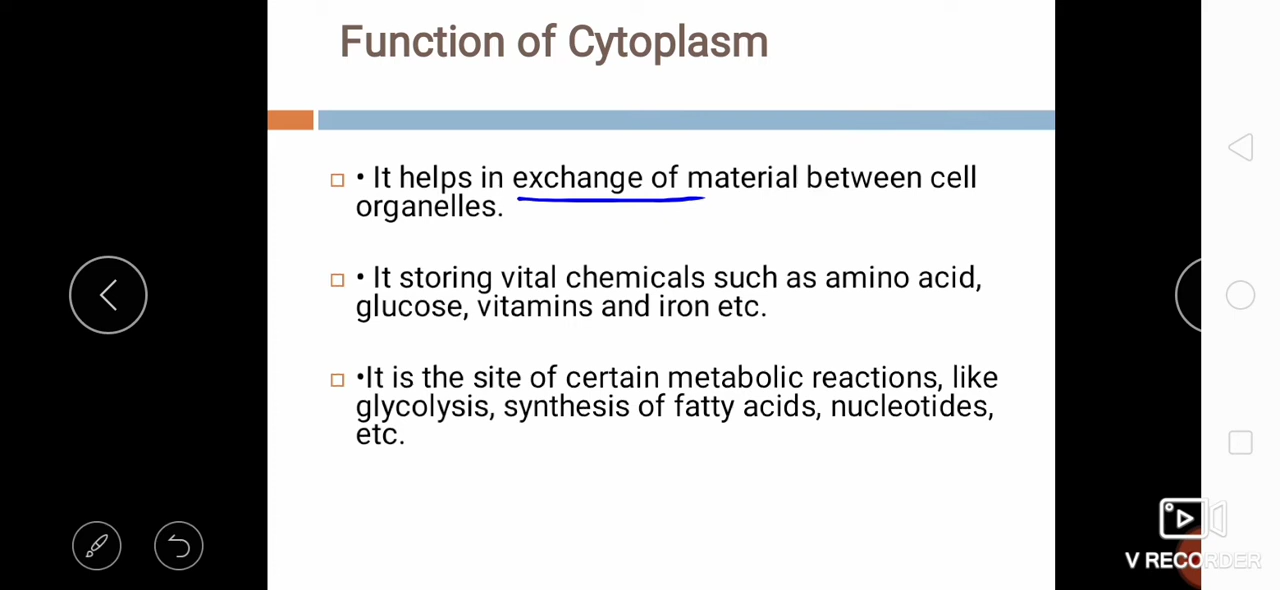 Function of Cytoplasm
• It helps in exchange of material between cell
organelles.
• It storing vital chemicals such as amino acid,
glucose, vitamins and iron etc.
•It is the site of certain metabolic reactions, like
glycolysis, synthesis of fatty acids, nucleotides,
etc.
V RECORDER